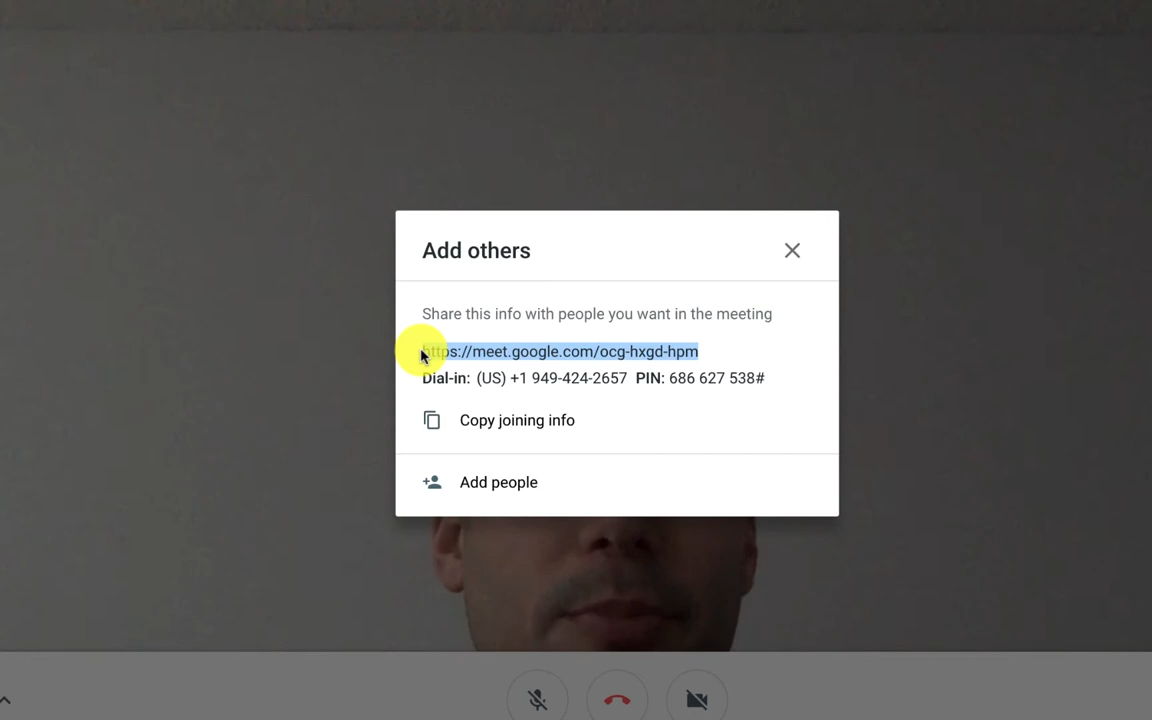 Add others
Share this info with people you want in the meeting
https://meet.google.com/ocg-hxgd-hpm
Dial-in: (US) +1 949-424-2657 PIN: 686 627 538#
Copy joining info
Add people